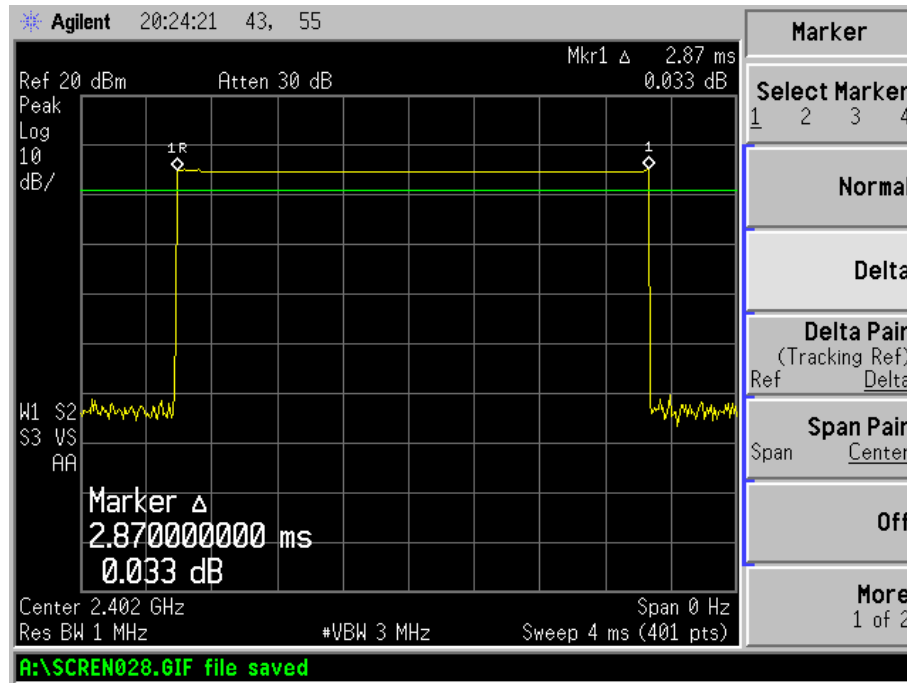 Agilent 20:24:21 43, 55
Mkr1 Δ 2.87 ms
Ref 20 dBm Atten 30 dB 0.033 dB
Peak
Log
10
dB/
1R
1
W1 S2
S3 VS
AA
Marker Δ
2.870000000 ms
0.033 dB
Center 2.402 GHz Span 0 Hz
Res BW 1 MHz #VBW 3 MHz Sweep 4 ms (401 pts)
A:\SCREN028.GIF file saved
Marker
Select Marker
1 2 3 4
Normal
Delta
Delta Pair
(Tracking Ref)
Ref Delta
Span Pair
Span Center
Off
More
1 of 2